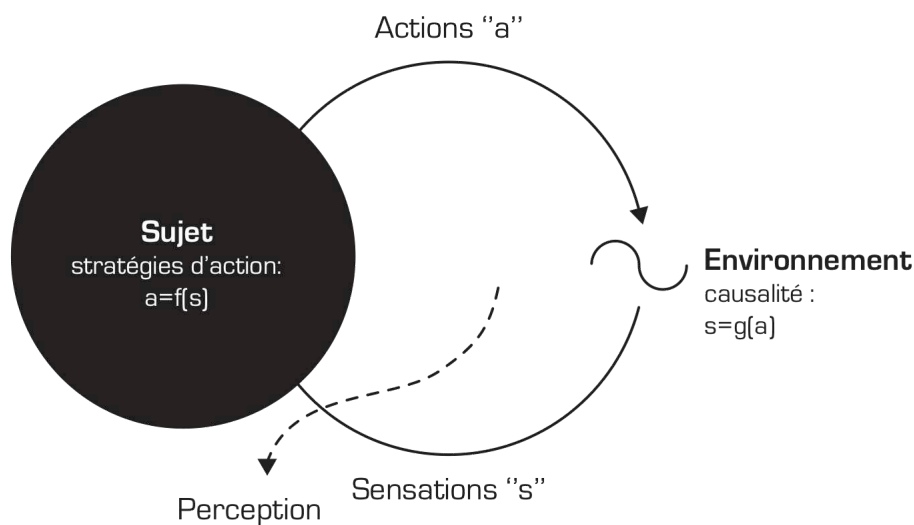 Actions ‘’a’’
Sujet
stratégies d’action:
a=f(s)
Environnement
causalité :
s=g(a)
Perception
Sensations ‘’s’’